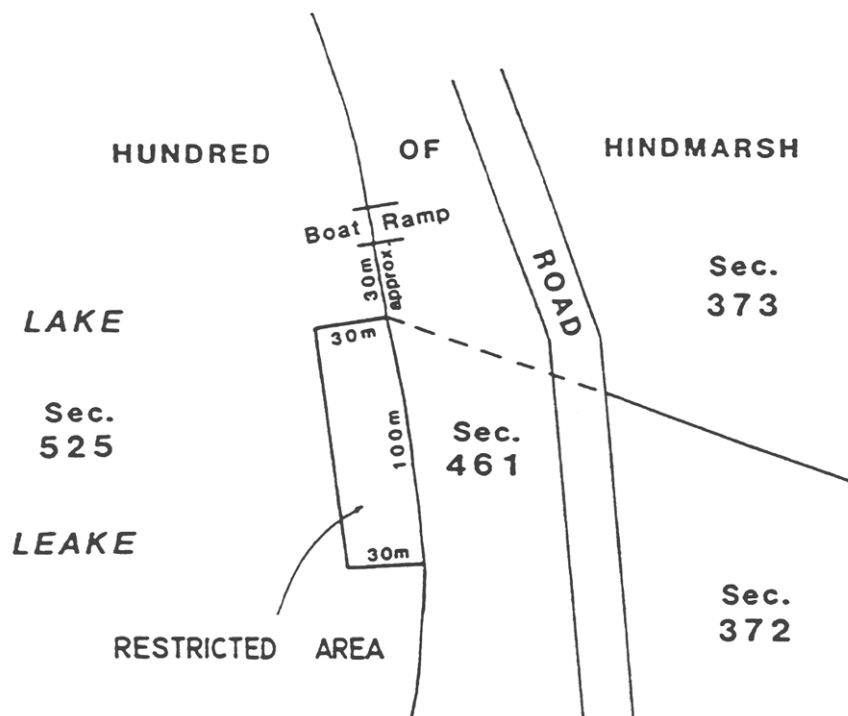 HUNDRED OF HINDMARSH
Boat Ramp
30m approx.
ROAD
Sec.
373
LAKE
30m
Sec.
525
100m
Sec.
461
LEAKE
30m
Sec.
372
RESTRICTED AREA